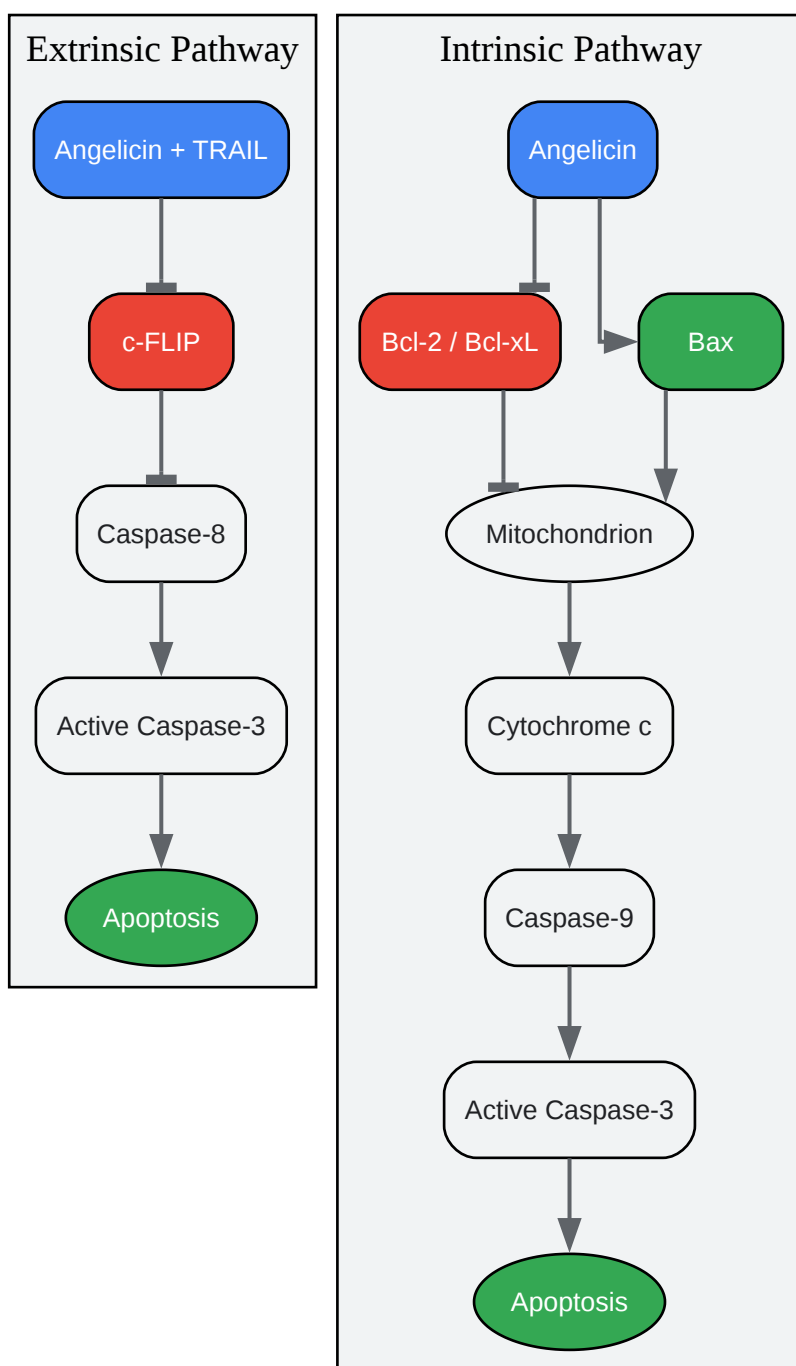 Extrinsic Pathway
Angelicin + TRAIL
c-FLIP
Caspase-8
Active Caspase-3
Apoptosis
Intrinsic Pathway
Angelicin
Bcl-2 / Bcl-xL
Bax
Mitochondrion
Cytochrome c
Caspase-9
Active Caspase-3
Apoptosis